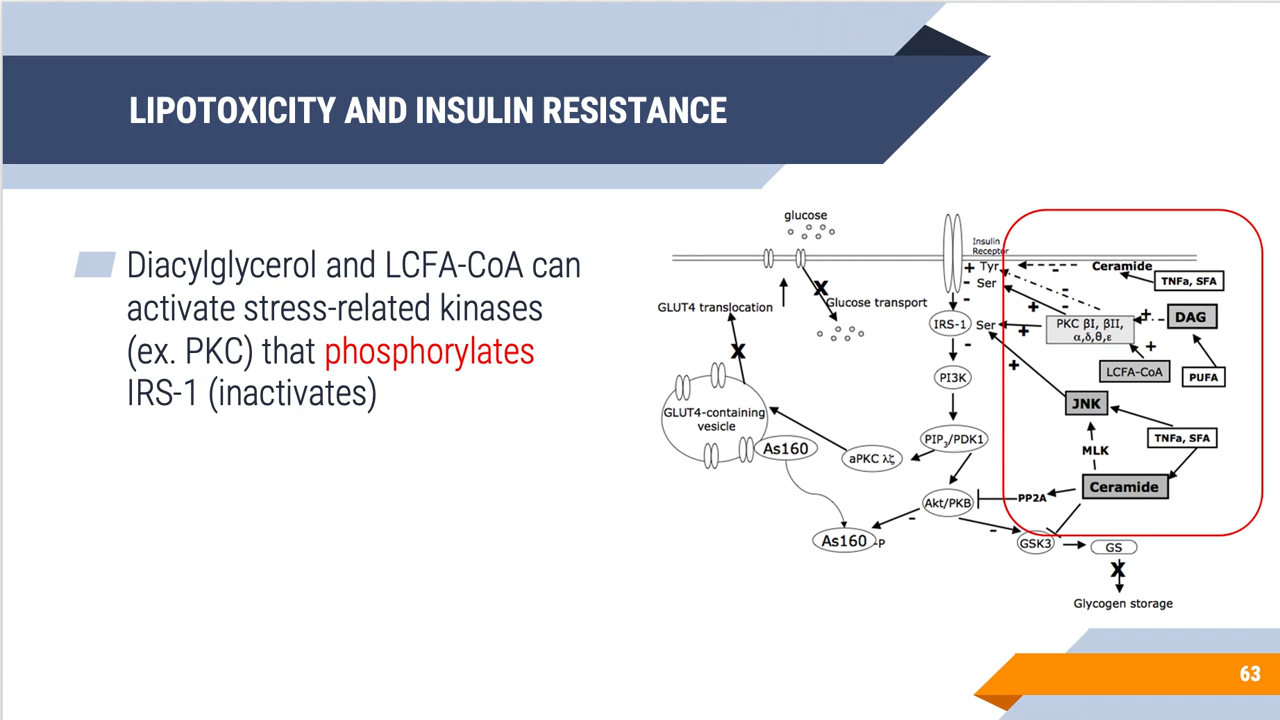 LIPOTOXICITY AND INSULIN RESISTANCE
Diacylglycerol and LCFA-CoA can
activate stress-related kinases
(ex. PKC) that phosphorylates
IRS-1 (inactivates)
glucose
Insulin
Receptor
+ Tyr
- Ser
-
-
Ceramide
TNFa, SFA
-
-
GLUT4 translocation
X
Glucose transport
IRS-1
Ser
+
+
-
PKC βI, βII,
α,δ,θ,ε
+
DAG
+
LCFA-CoA
PUFA
X
-
+
PI3K
JNK
GLUT4-containing
vesicle
As160
aPKC λζ
PIP3/PDK1
TNFa, SFA
MLK
Ceramide
Akt/PKB
PP2A
-
-
As160 -P
GSK3
GS
X
Glycogen storage
63